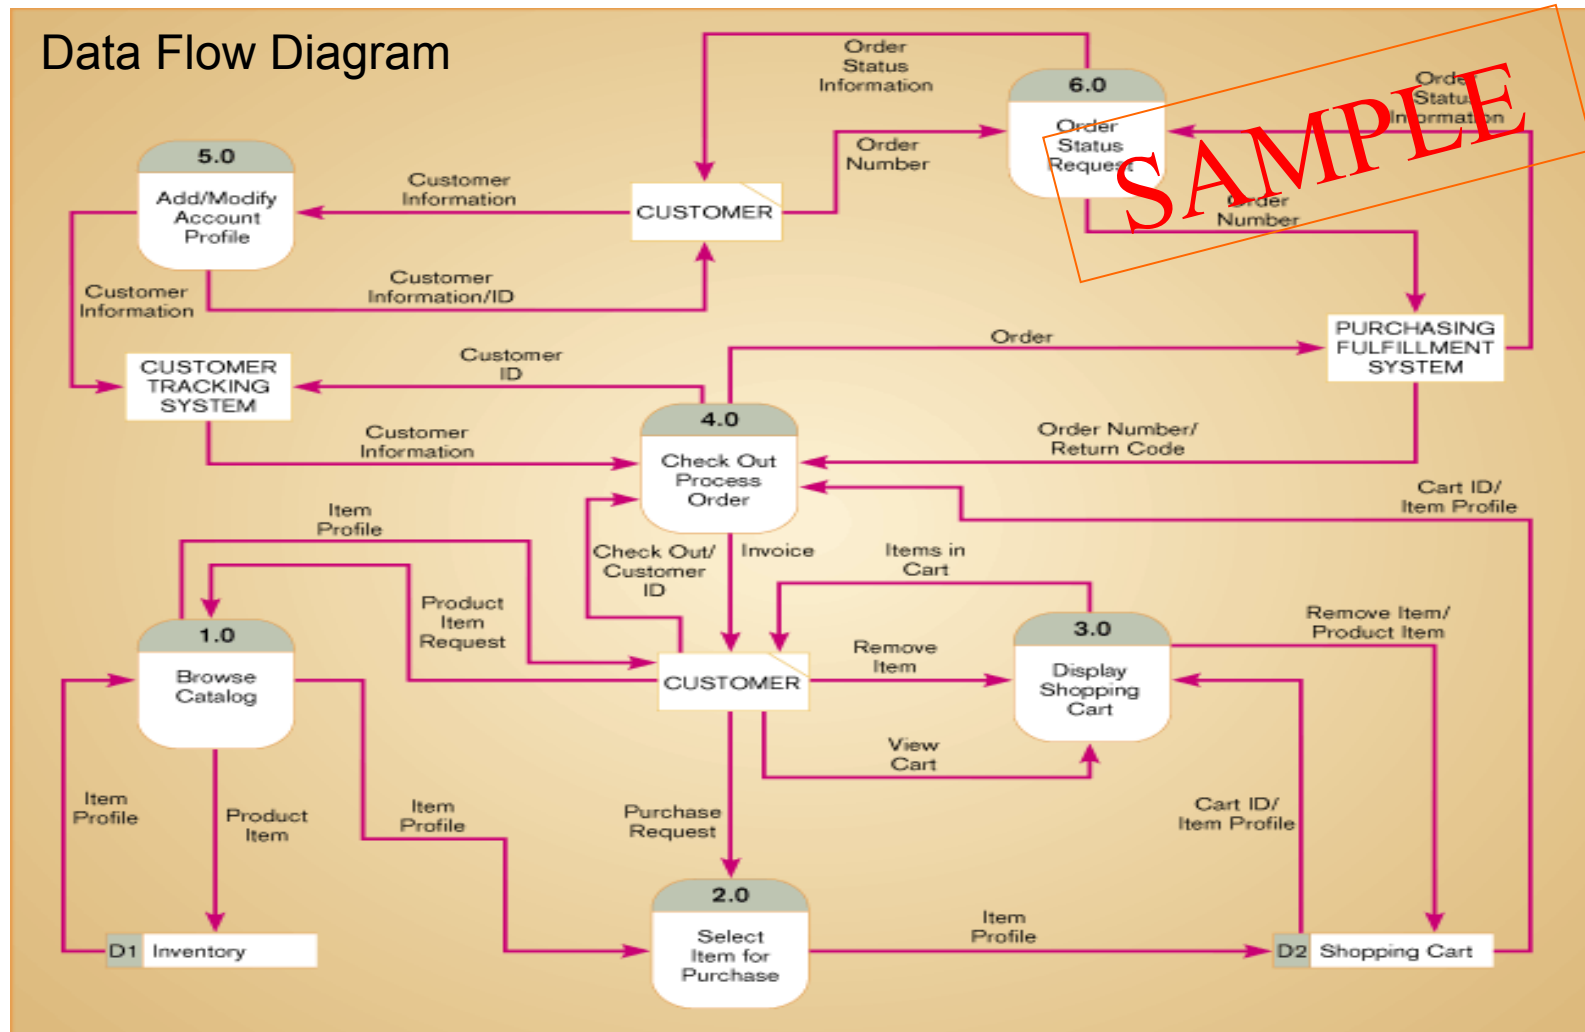 Data Flow Diagram
SAMPLE
Order
Status
Information
6.0
Order
Status
Request
Order
Status
Information
Order
Number
Order
Number
5.0
Add/Modify
Account
Profile
Customer
Information
CUSTOMER
Customer
Information
Customer
Information/ID
CUSTOMER
TRACKING
SYSTEM
Customer
ID
Order
PURCHASING
FULFILLMENT
SYSTEM
4.0
Check Out
Process
Order
Customer
Information
Order Number/
Return Code
Cart ID/
Item Profile
Item
Profile
Check Out/
Customer
ID
Invoice
Items in
Cart
Product
Item
Request
1.0
Browse
Catalog
CUSTOMER
Remove
Item
3.0
Display
Shopping
Cart
Remove Item/
Product Item
View
Cart
Item
Profile
Product
Item
Item
Profile
Purchase
Request
Cart ID/
Item Profile
2.0
Select
Item for
Purchase
Item
Profile
D1 Inventory
D2 Shopping Cart